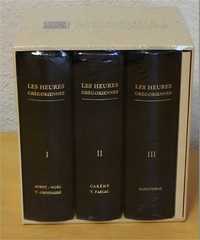 LES HEURES
GRÉGORIENNES
I
AVENT - NOËL
T. ORDINAIRE
LES HEURES
GRÉGORIENNES
II
CARÊME
T. PASCAL
LES HEURES
GRÉGORIENNES
III
SANCTORAL